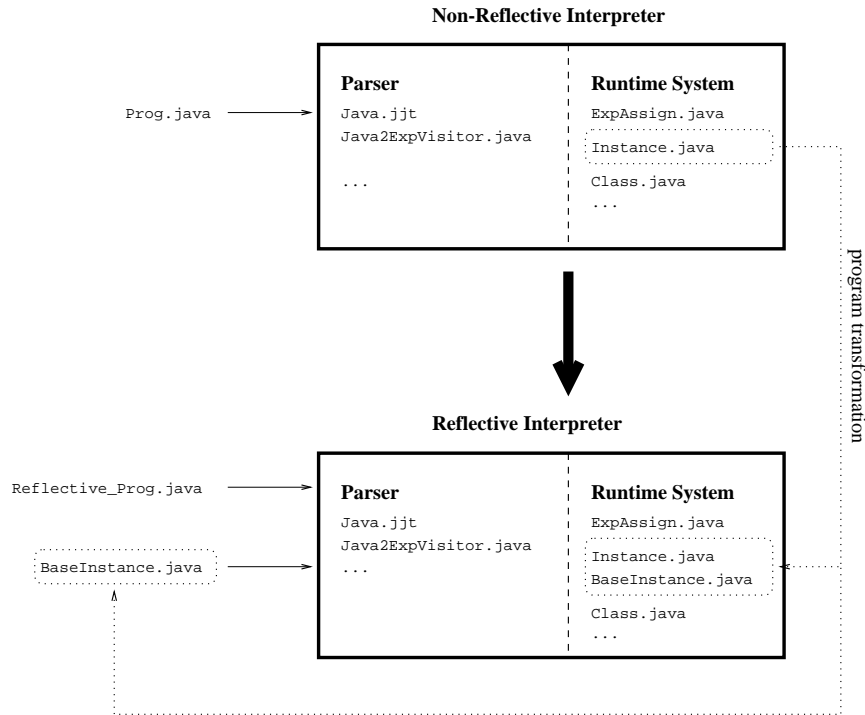 Non-Reflective Interpreter
Parser
Runtime System
Prog.java
Java.jjt
ExpAssign.java
Java2ExpVisitor.java
Instance.java
...
Class.java
...
program transformation
Reflective Interpreter
Reflective_Prog.java
Parser
Runtime System
Java.jjt
ExpAssign.java
Java2ExpVisitor.java
Instance.java
BaseInstance.java
...
BaseInstance.java
Class.java
...